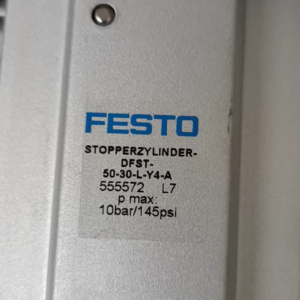 FESTO
STOPPERZYLINDER-
DFST-
50-30-L-Y4-A
555572 L7
p max.
10bar/145psi